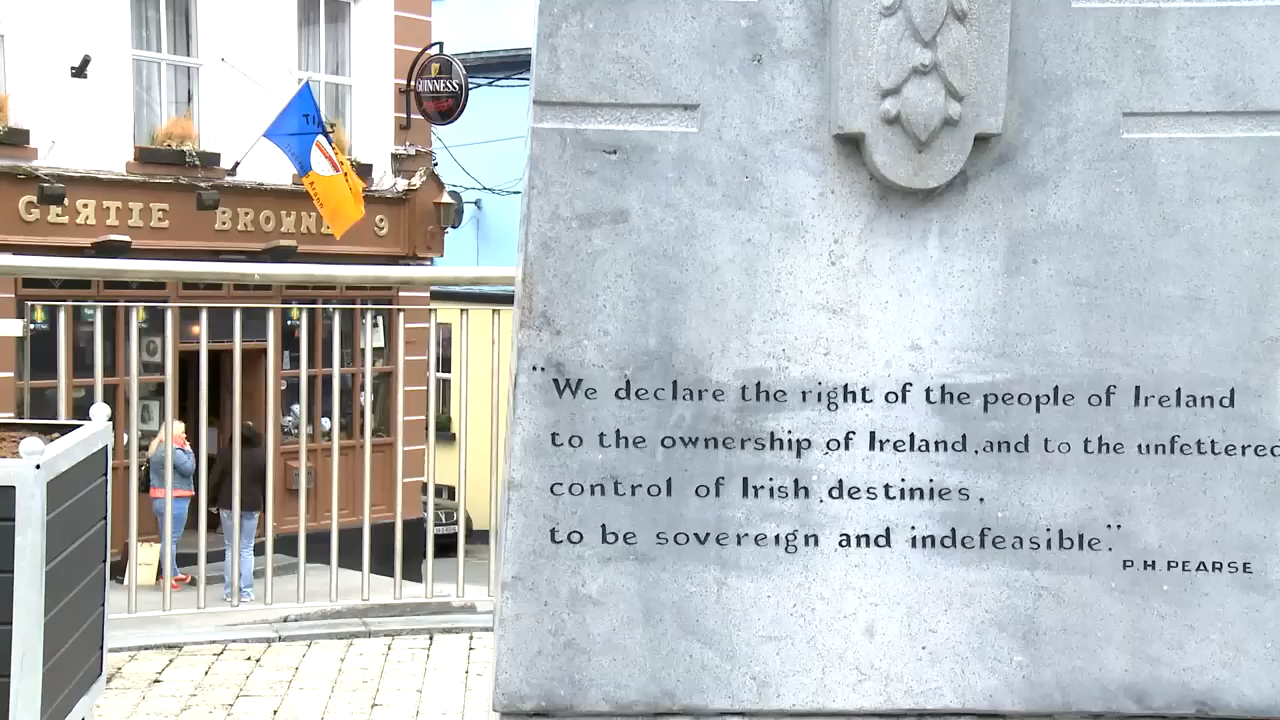 GUINNESS
GERTIE BROWNE 9
"We declare the right of the people of Ireland
to the ownership of Ireland, and to the unfettered
control of Irish destinies,
to be sovereign and indefeasible."
P.H. PEARSE